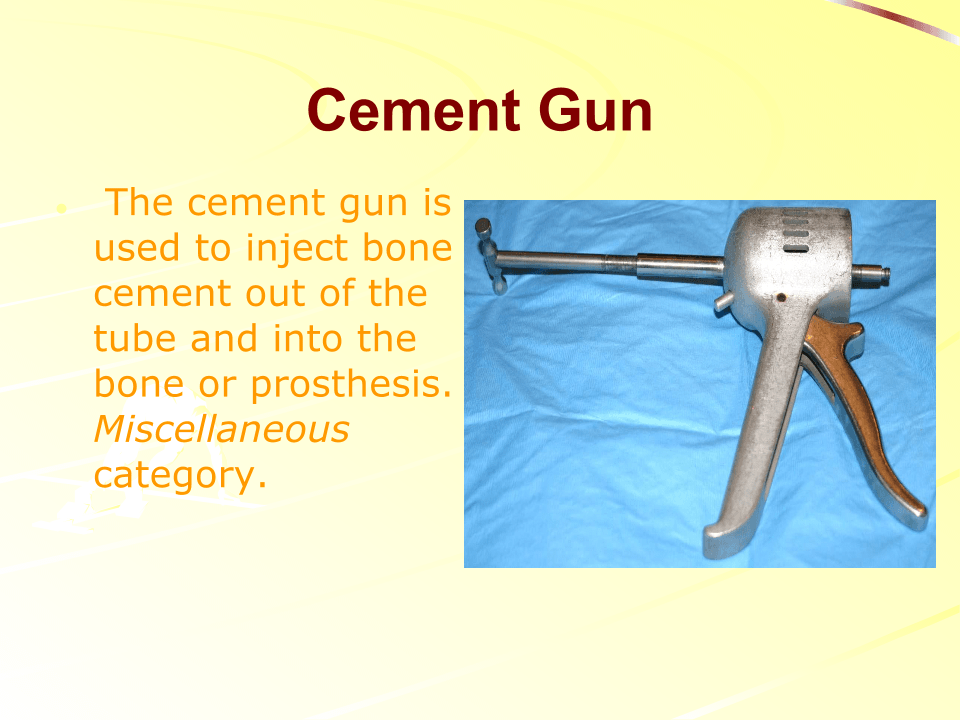 Cement Gun
• The cement gun is
used to inject bone
cement out of the
tube and into the
bone or prosthesis.
Miscellaneous
category.